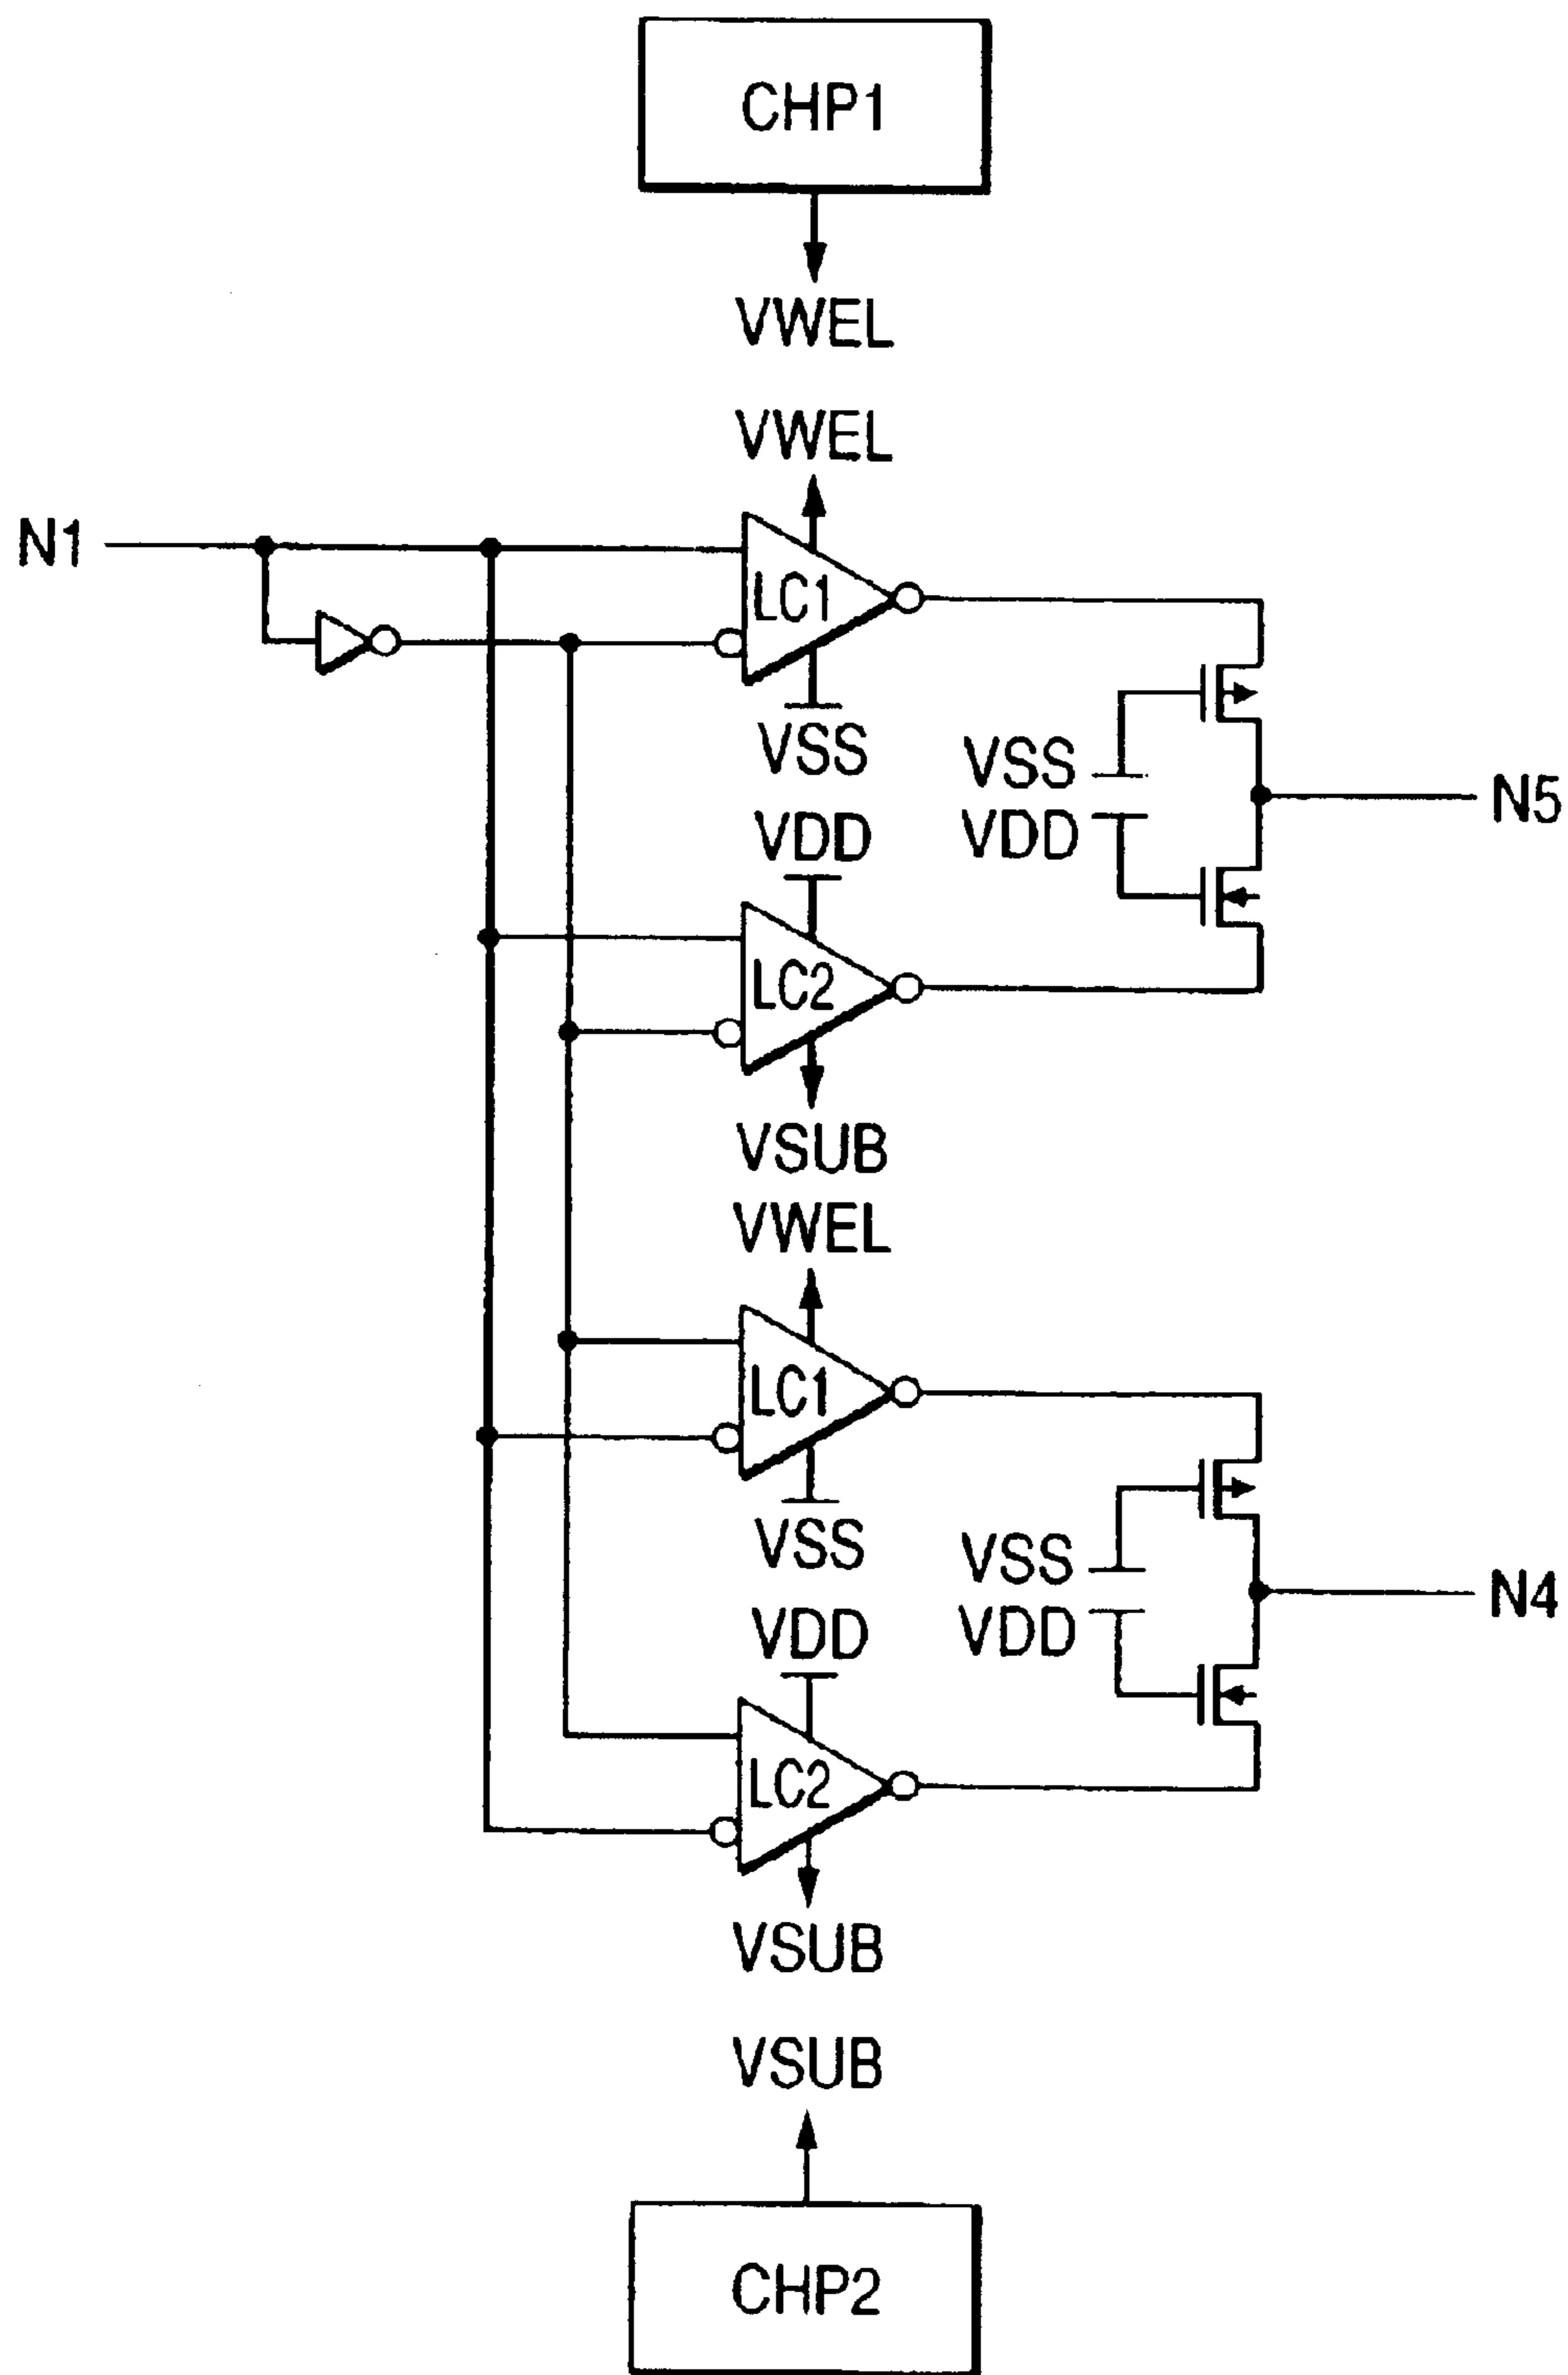 CHP1
VWEL
VWEL
N1
LC1
VSS
VSS
VDD
N5
VDD
LC2
VSUB
VWEL
LC1
VSS
VSS
VDD
N4
VDD
LC2
VSUB
VSUB
CHP2